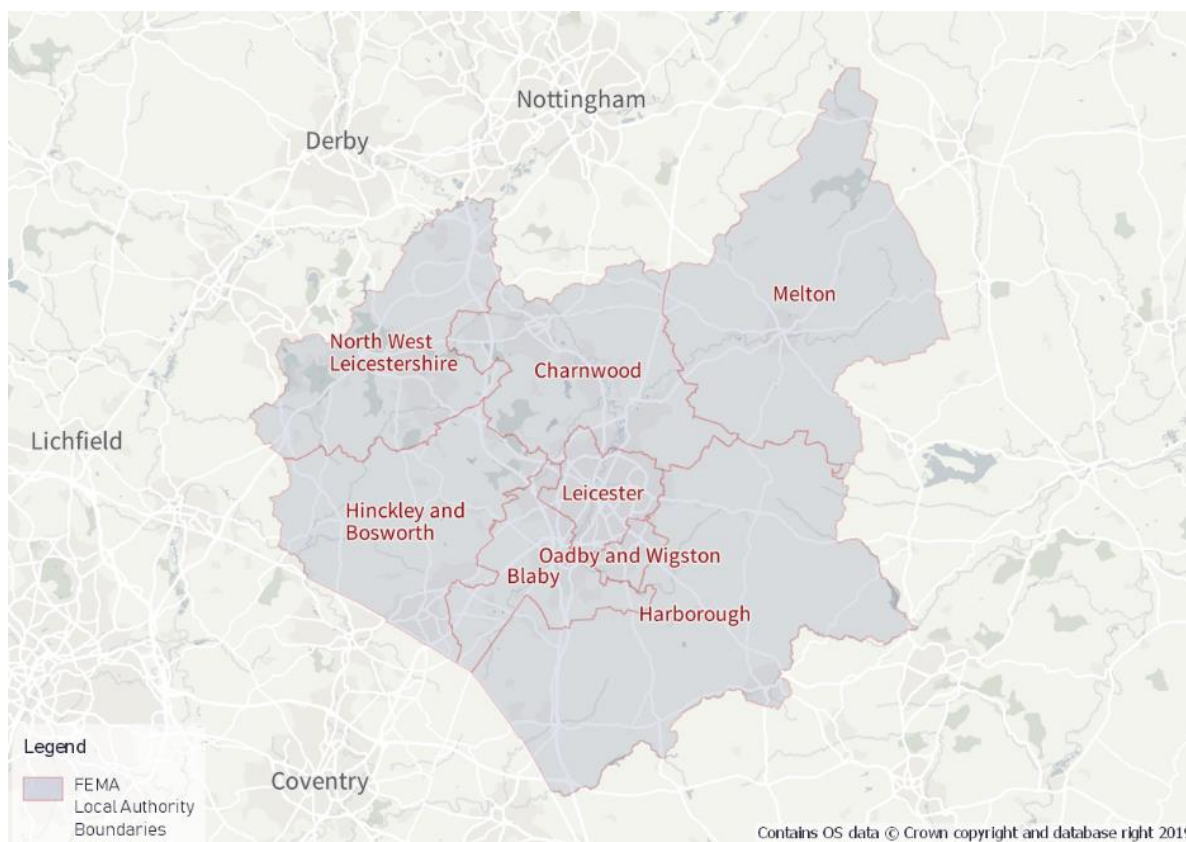 Nottingham
Derby
Melton
North West
Leicestershire
Charnwood
Lichfield
Leicester
Hinckley and
Bosworth
Oadby and Wigston
Blaby
Harborough
Legend
FEMA
Local Authority
Boundaries
Coventry
Contains OS data © Crown copyright and database right 2019